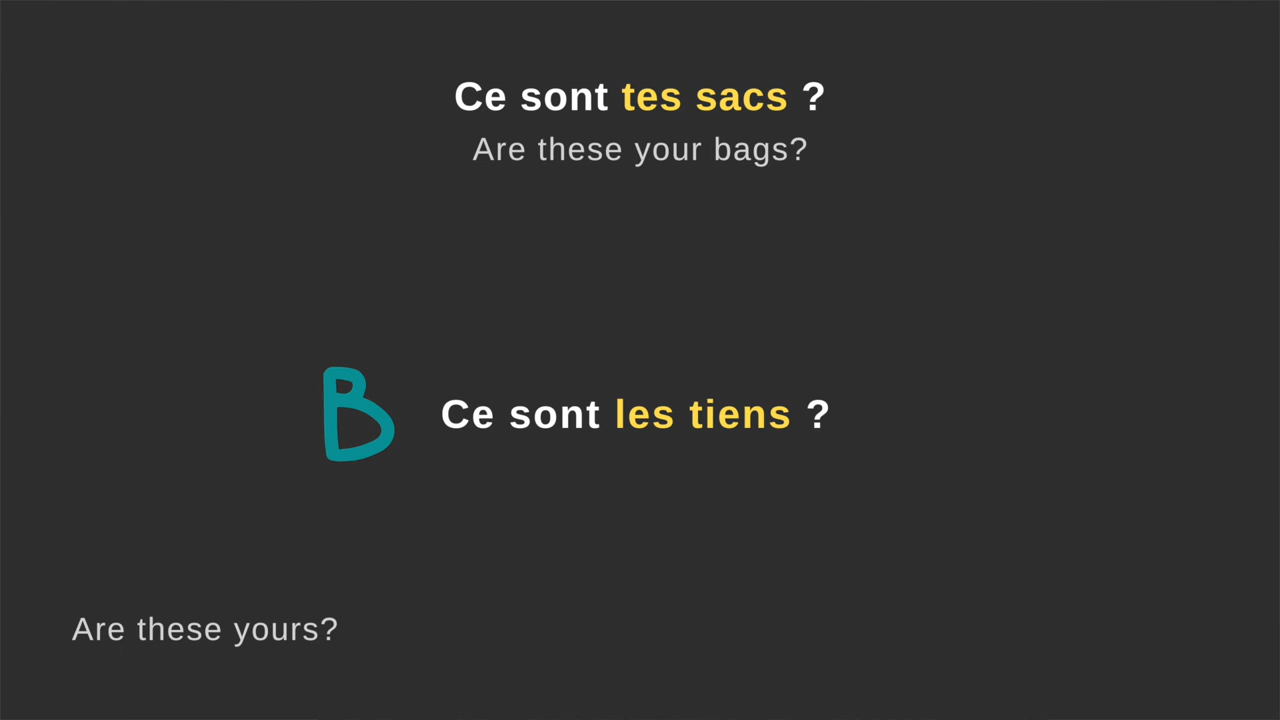 Ce sont tes sacs ?
Are these your bags?
B Ce sont les tiens ?
Are these yours?